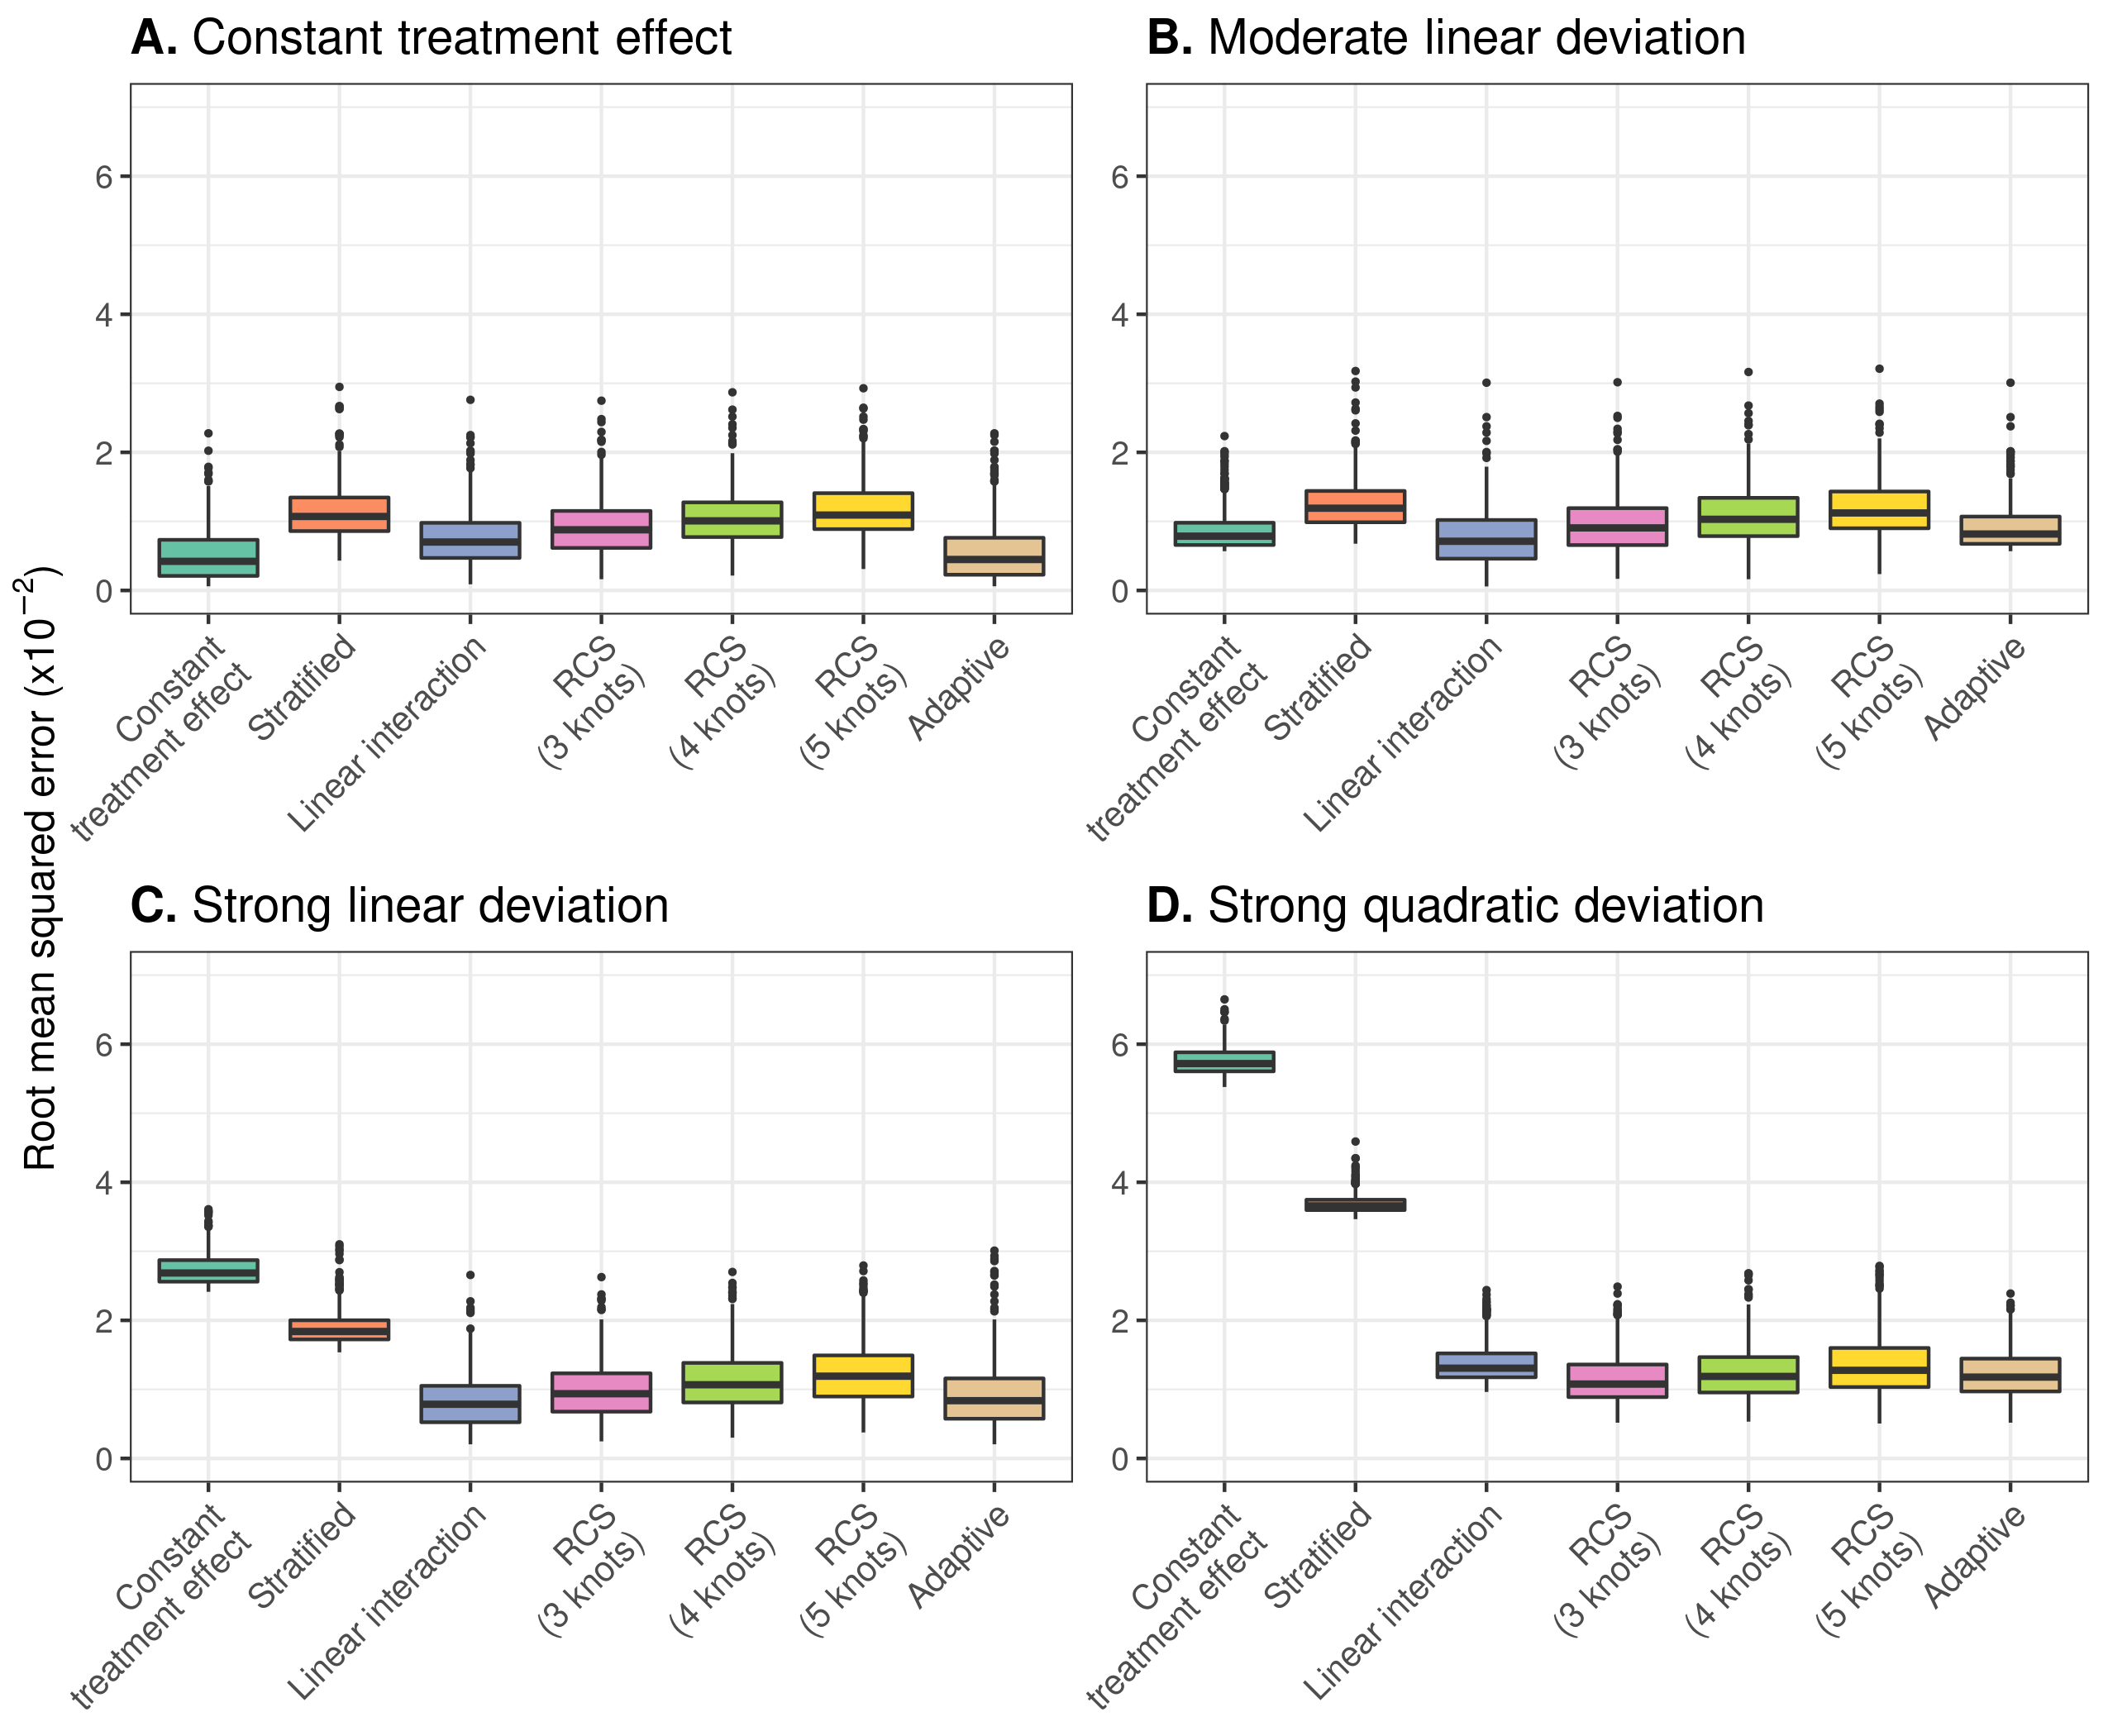 A. Constant treatment effect
B. Moderate linear deviation
Root mean squared error (x10⁻²)
6
4
2
0
Constant
treatment effect
Stratified
Linear interaction
RCS
(3 knots)
RCS
(4 knots)
RCS
(5 knots)
Adaptive
6
4
2
0
Constant
treatment effect
Stratified
Linear interaction
RCS
(3 knots)
RCS
(4 knots)
RCS
(5 knots)
Adaptive
C. Strong linear deviation
D. Strong quadratic deviation
6
4
2
0
Constant
treatment effect
Stratified
Linear interaction
RCS
(3 knots)
RCS
(4 knots)
RCS
(5 knots)
Adaptive
6
4
2
0
Constant
treatment effect
Stratified
Linear interaction
RCS
(3 knots)
RCS
(4 knots)
RCS
(5 knots)
Adaptive